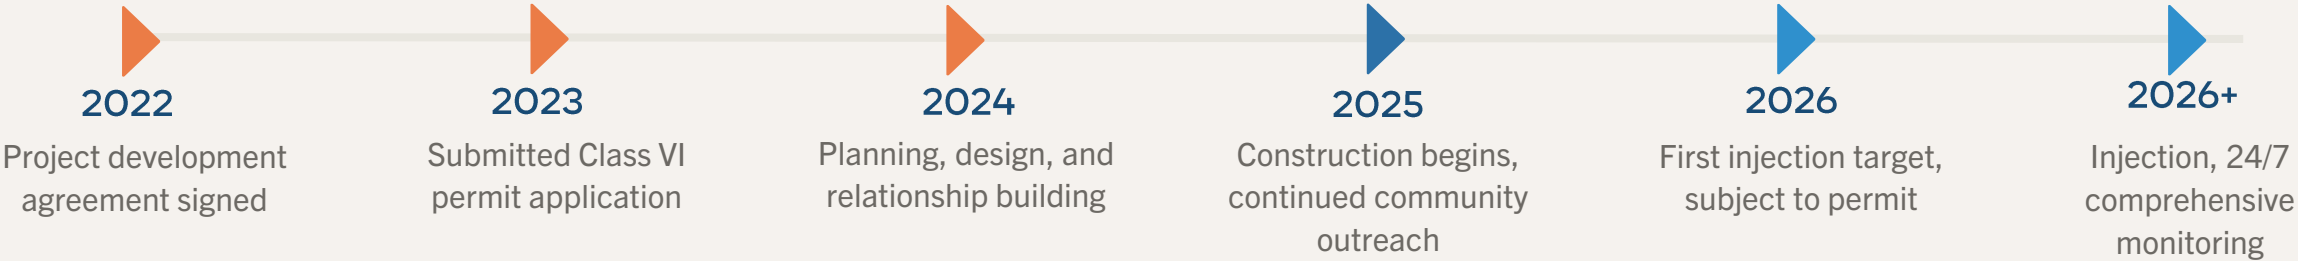 2022
Project development
agreement signed
2023
Submitted Class VI
permit application
2024
Planning, design, and
relationship building
2025
Construction begins,
continued community
outreach
2026
First injection target,
subject to permit
2026+
Injection, 24/7
comprehensive
monitoring